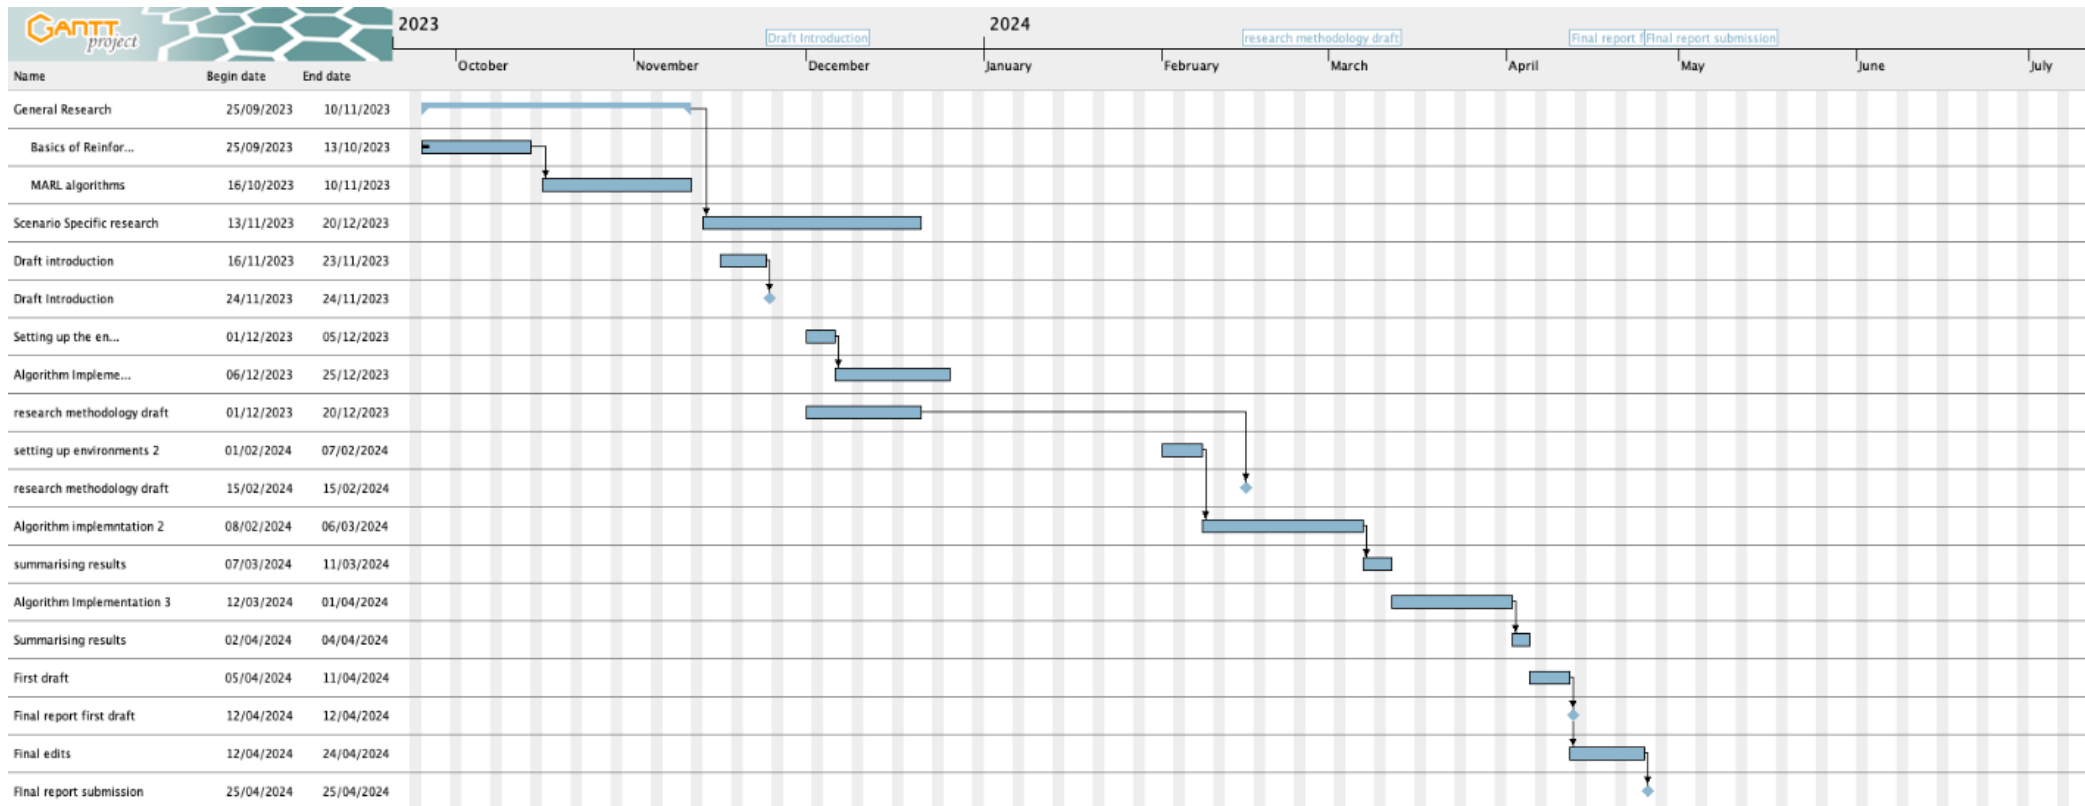 GANTT project
2023
2024
Draft Introduction
research methodology draft
Final report f
FInal report submission
October
November
December
January
February
March
April
May
June
July
Name Begin date End date
General Research 25/09/2023 10/11/2023
Basics of Reinfor... 25/09/2023 13/10/2023
MARL algorithms 16/10/2023 10/11/2023
Scenario Specific research 13/11/2023 20/12/2023
Draft introduction 16/11/2023 23/11/2023
Draft Introduction 24/11/2023 24/11/2023
Setting up the en... 01/12/2023 05/12/2023
Algorithm Impleme... 06/12/2023 25/12/2023
research methodology draft 01/12/2023 20/12/2023
setting up environments 2 01/02/2024 07/02/2024
research methodology draft 15/02/2024 15/02/2024
Algorithm implemntation 2 08/02/2024 06/03/2024
summarising results 07/03/2024 11/03/2024
Algorithm Implementation 3 12/03/2024 01/04/2024
Summarising results 02/04/2024 04/04/2024
First draft 05/04/2024 11/04/2024
Final report first draft 12/04/2024 12/04/2024
Final edits 12/04/2024 24/04/2024
FInal report submission 25/04/2024 25/04/2024